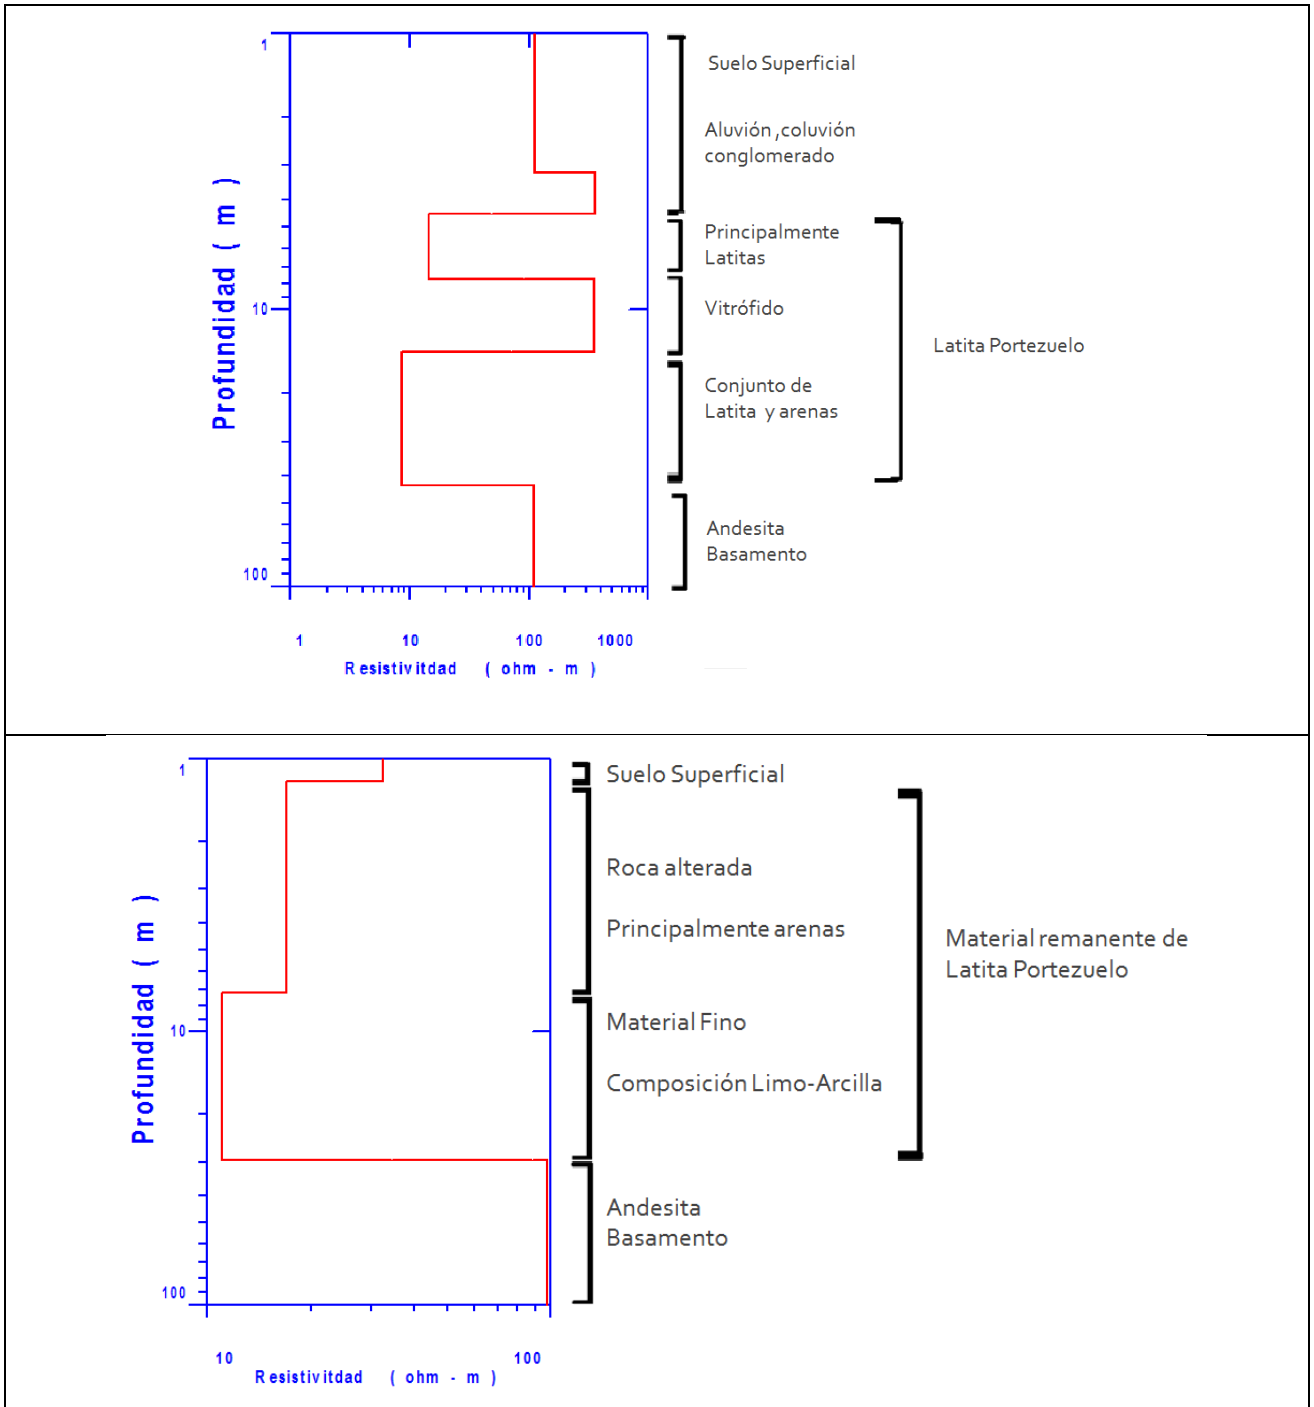 1
10
100
Profundidad ( m )
1
10
100
1000
Resistivitdad ( ohm - m )
Suelo Superficial
Aluvión ,coluvión
conglomerado
Principalmente
Latitas
Vitrófido
Conjunto de
Latita y arenas
Andesita
Basamento
Latita Portezuelo
1
10
100
Profundidad ( m )
10
100
Resistivitdad ( ohm - m )
Suelo Superficial
Roca alterada
Principalmente arenas
Material Fino
Composición Limo-Arcilla
Andesita
Basamento
Material remanente de
Latita Portezuelo